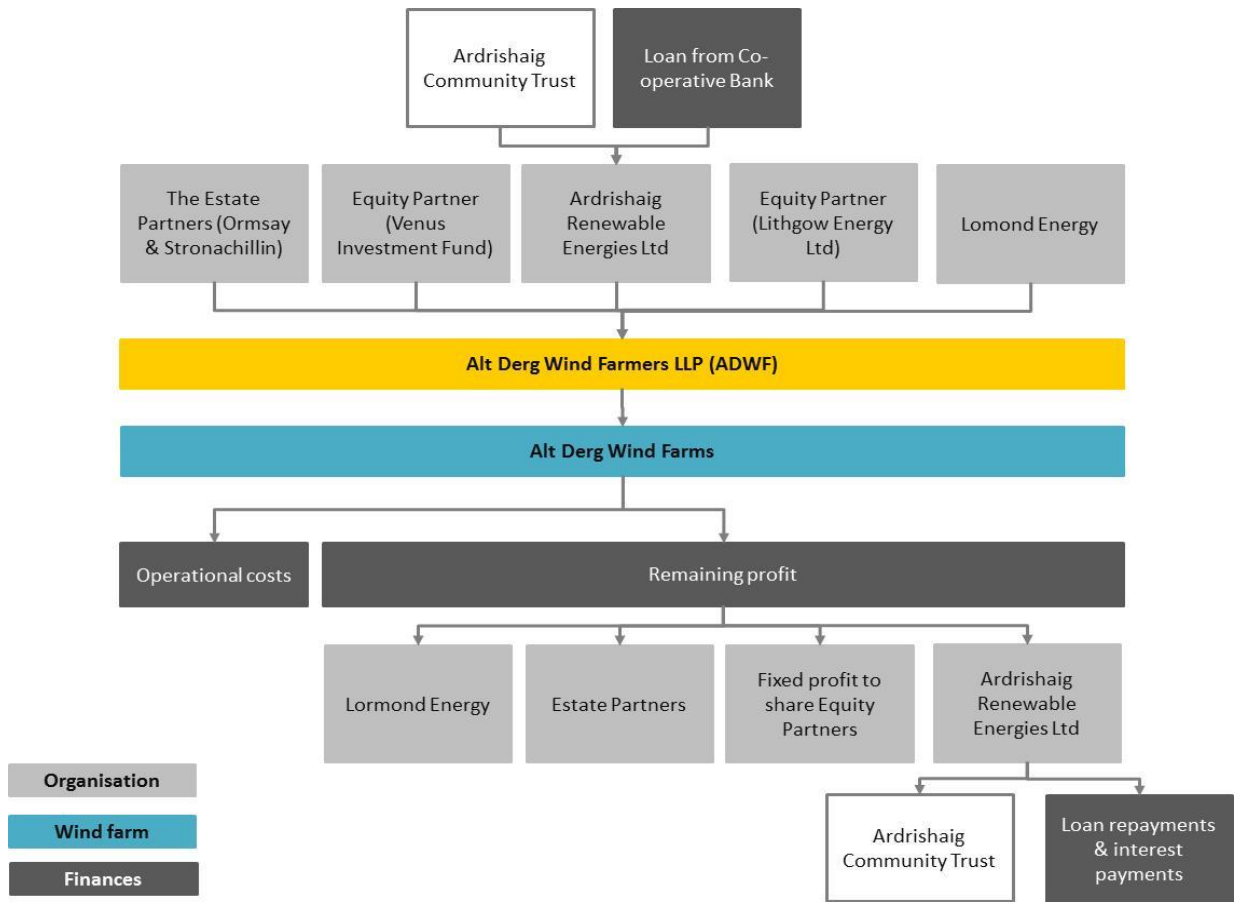 Ardrishaig
Community Trust
Loan from Co-
operative Bank
The Estate
Partners (Ormsay
& Stronachillin)
Equity Partner
(Venus
Investment Fund)
Ardrishaig
Renewable
Energies Ltd
Equity Partner
(Lithgow Energy
Ltd)
Lomond Energy
Alt Derg Wind Farmers LLP (ADWF)
Alt Derg Wind Farms
Operational costs
Remaining profit
Lormond Energy
Estate Partners
Fixed profit to
share Equity
Partners
Ardrishaig
Renewable
Energies Ltd
Organisation
Wind farm
Finances
Ardrishaig
Community Trust
Loan repayments
& interest
payments